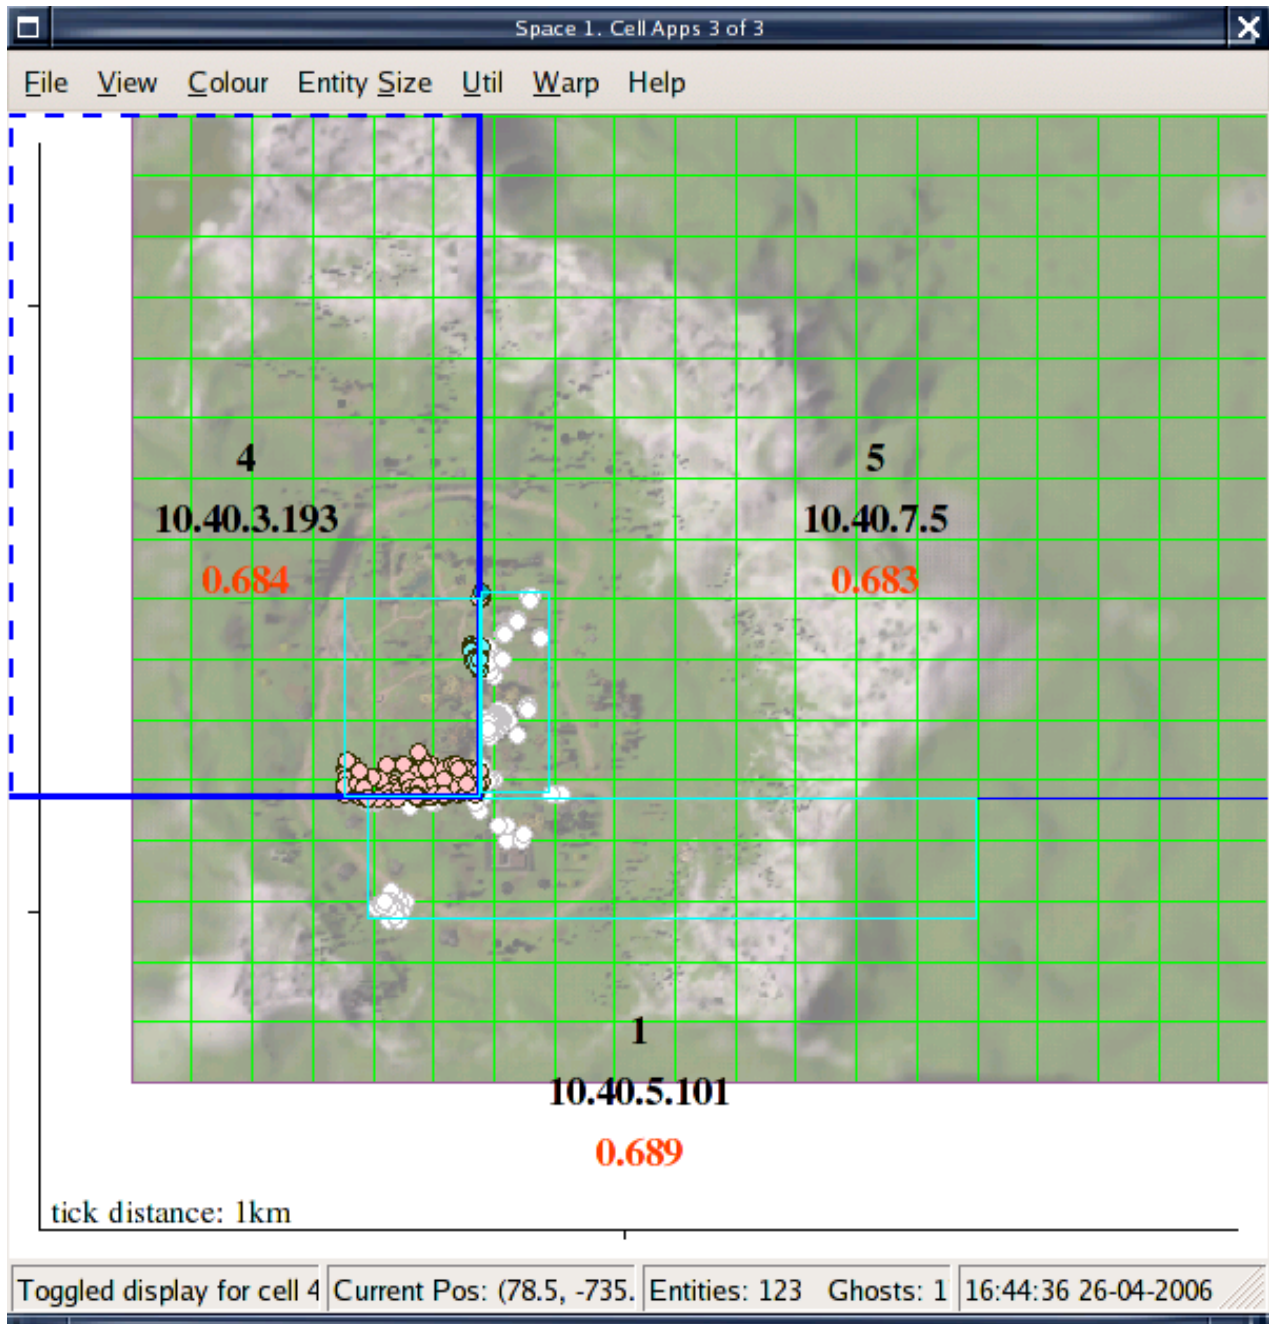 Space 1. Cell Apps 3 of 3
File View Colour Entity Size Util Warp Help
4
10.40.3.193
0.684
5
10.40.7.5
0.683
1
10.40.5.101
0.689
tick distance: 1km
Toggled display for cell 4 Current Pos: (78.5, -735. Entities: 123 Ghosts: 1 16:44:36 26-04-2006